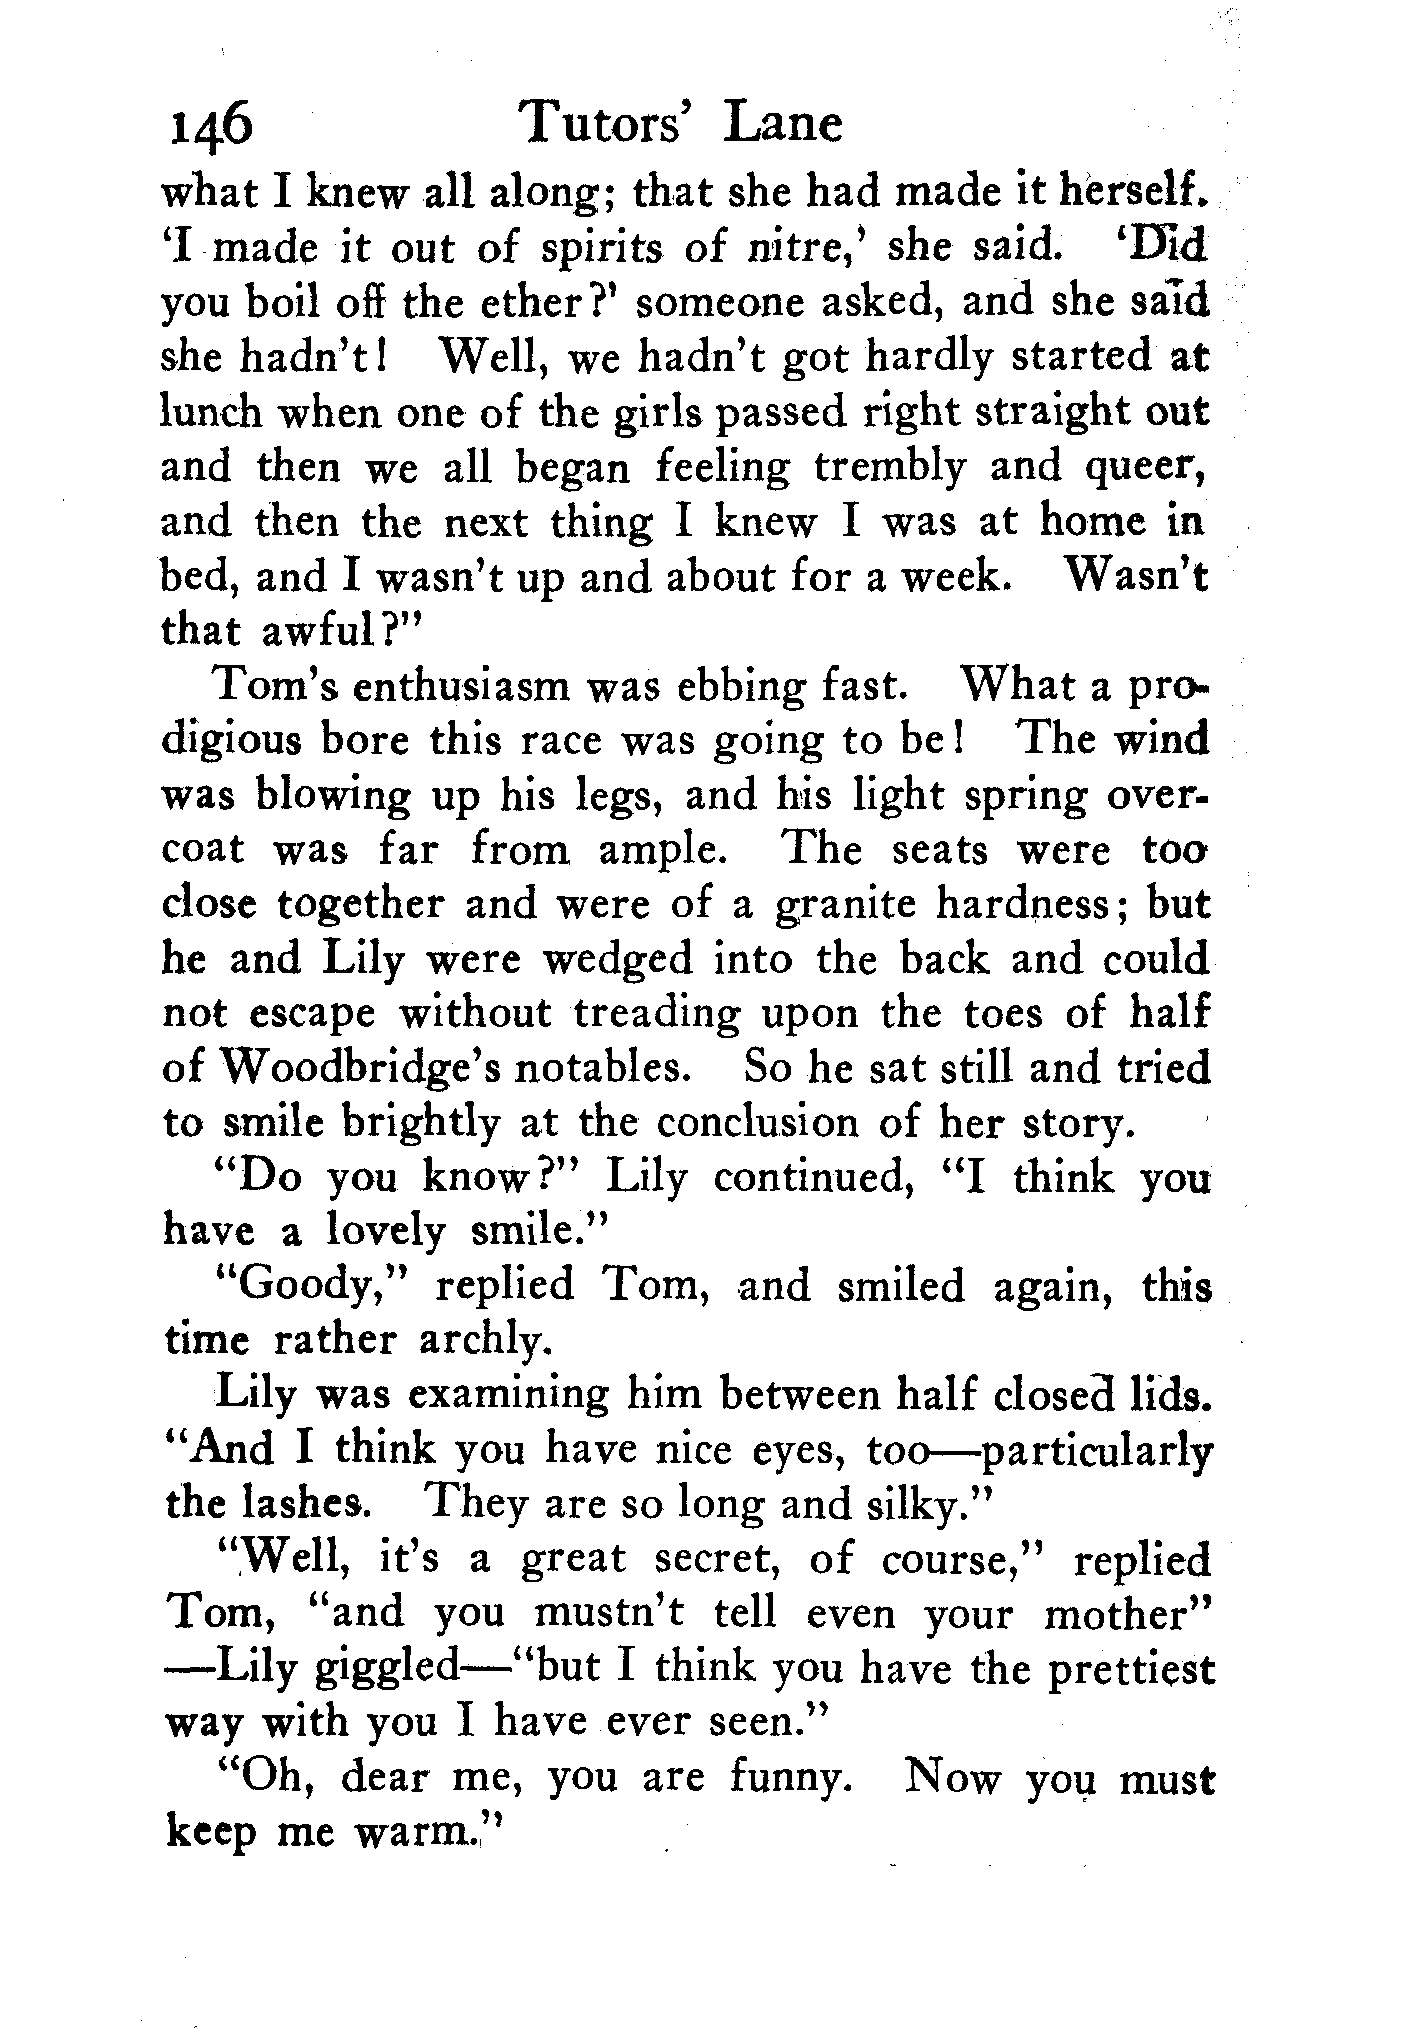 146 Tutors' Lane
what I knew all along; that she had made it herself.
'I made it out of spirits of nitre,' she said. 'Did
you boil off the ether?' someone asked, and she said
she hadn't! Well, we hadn't got hardly started at
lunch when one of the girls passed right straight out
and then we all began feeling trembly and queer,
and then the next thing I knew I was at home in
bed, and I wasn't up and about for a week. Wasn't
that awful?"
Tom's enthusiasm was ebbing fast. What a pro-
digious bore this race was going to be! The wind
was blowing up his legs, and his light spring over-
coat was far from ample. The seats were too
close together and were of a granite hardness; but
he and Lily were wedged into the back and could
not escape without treading upon the toes of half
of Woodbridge's notables. So he sat still and tried
to smile brightly at the conclusion of her story.
"Do you know?" Lily continued, "I think you
have a lovely smile."
"Goody," replied Tom, and smiled again, this
time rather archly.
Lily was examining him between half closed lids.
"And I think you have nice eyes, too—particularly
the lashes. They are so long and silky."
"Well, it's a great secret, of course," replied
Tom, "and you mustn't tell even your mother"
—Lily giggled—"but I think you have the prettiest
way with you I have ever seen."
"Oh, dear me, you are funny. Now you must
keep me warm."